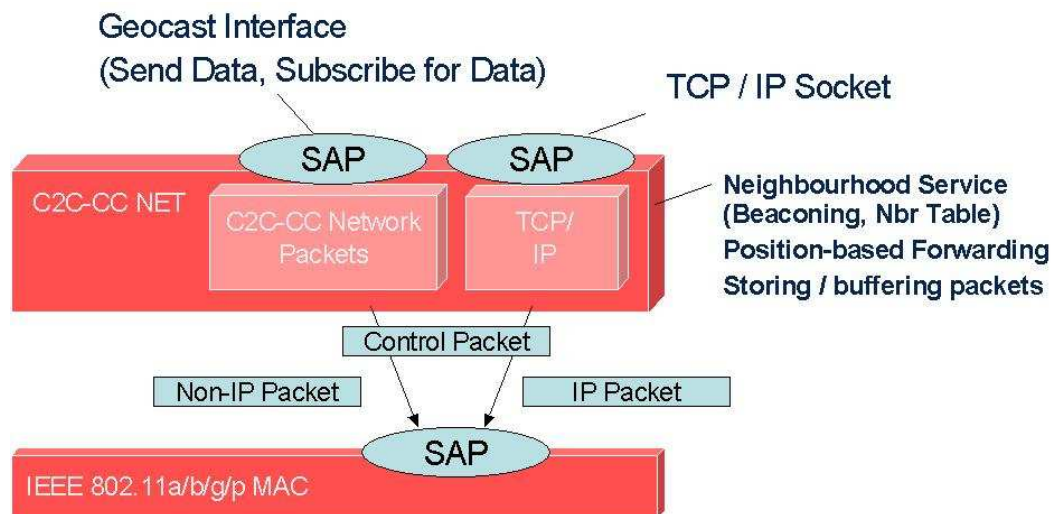 Geocast Interface
(Send Data, Subscribe for Data)
TCP / IP Socket
SAP
SAP
C2C-CC NET
C2C-CC Network
Packets
TCP/
IP
Neighbourhood Service
(Beaconing, Nbr Table)
Position-based Forwarding
Storing / buffering packets
Control Packet
Non-IP Packet
IP Packet
SAP
IEEE 802.11a/b/g/p MAC